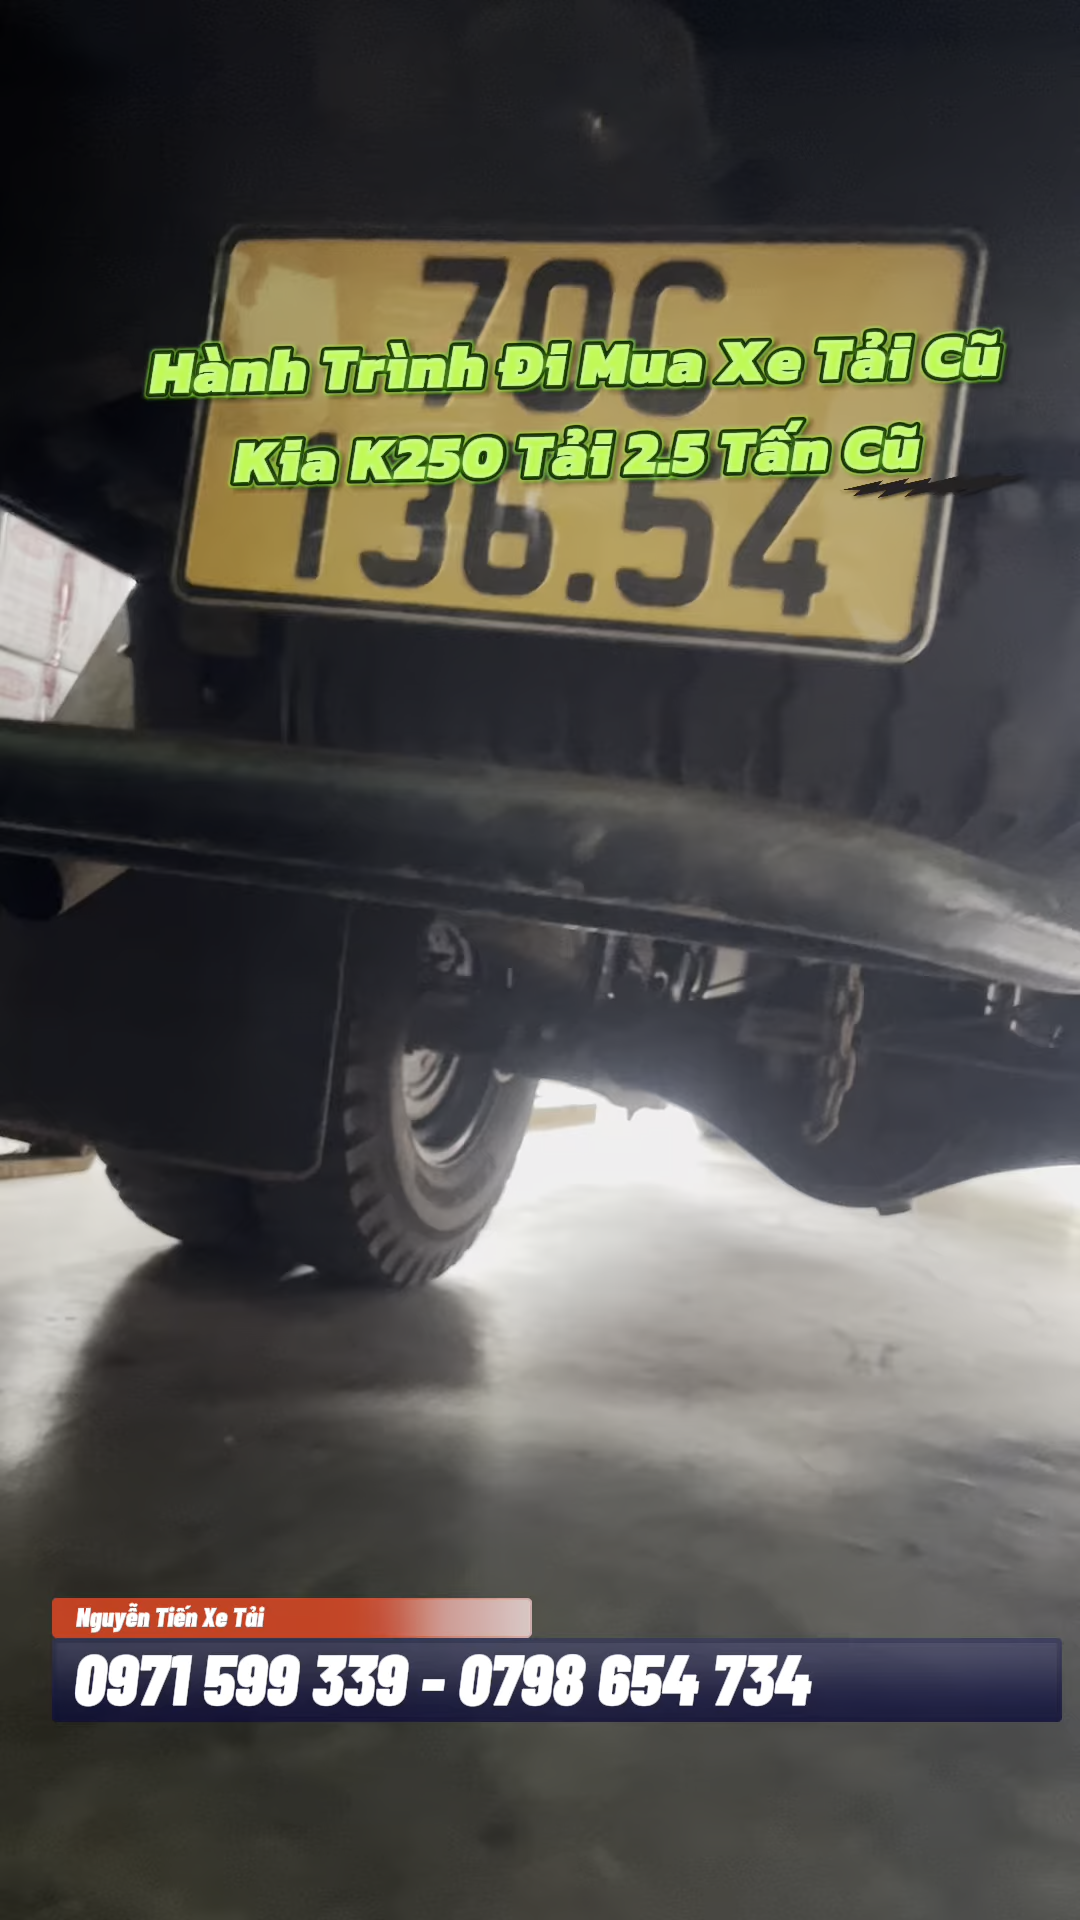 70C
Hành Trình Đi Mua Xe Tải Cũ
Kia K250 Tải 2.5 Tấn Cũ
136.54
Nguyễn Tiến Xe Tải
0971 599 339 - 0798 654 734